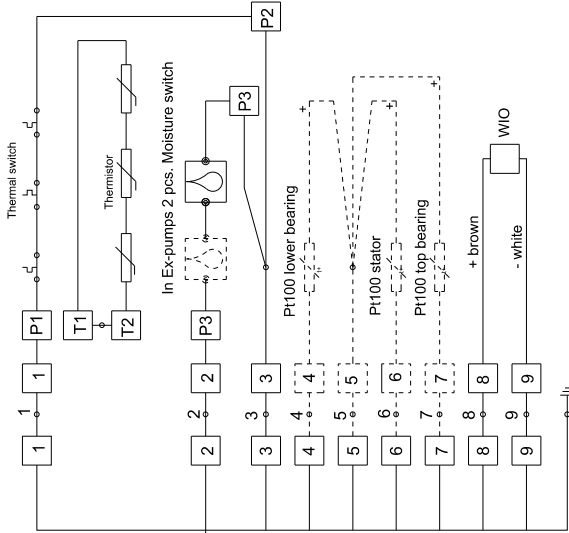 P2
Thermal switch
Thermistor
In Ex-pumps 2 pcs. Moisture switch
P3
Pt100 lower bearing
+
Pt100 stator
+
Pt100 top bearing
+
WIO
+ brown
- white
P1
T1
T2
P3
1
2
3
4
5
6
7
8
9
1
2
3
4
5
6
7
8
9
1
2
3
4
5
6
7
8
9